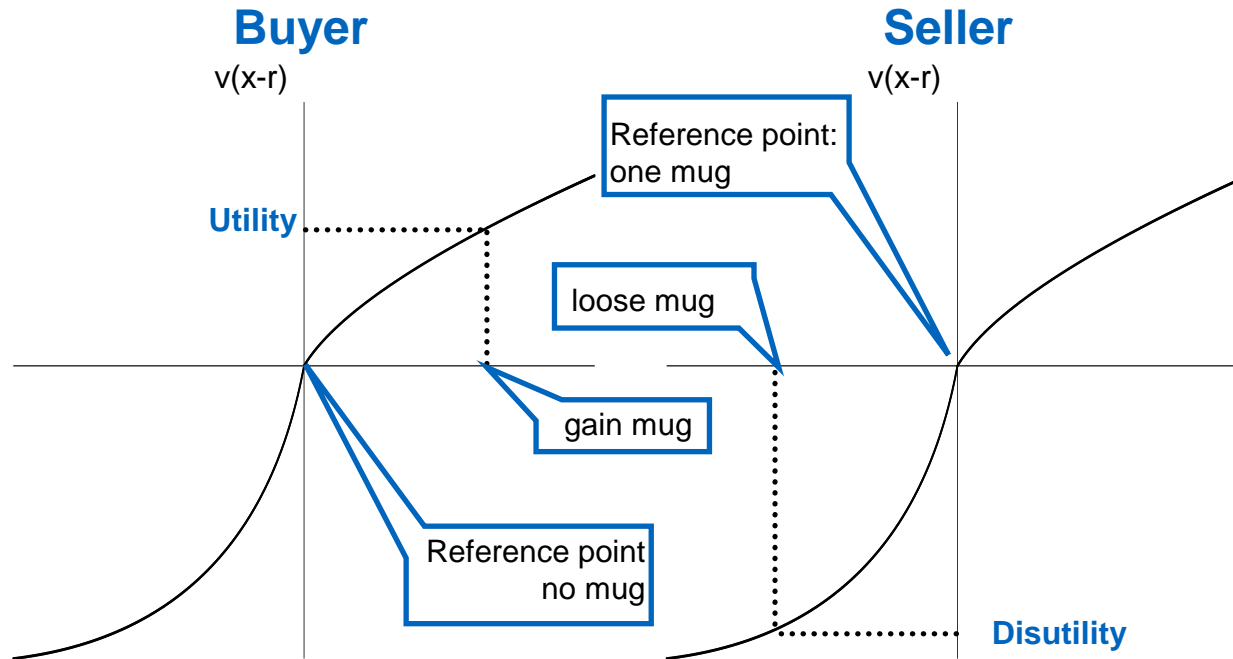 Buyer
v(x-r)
Utility
gain mug
Reference point
no mug
Seller
v(x-r)
Reference point:
one mug
loose mug
Disutility